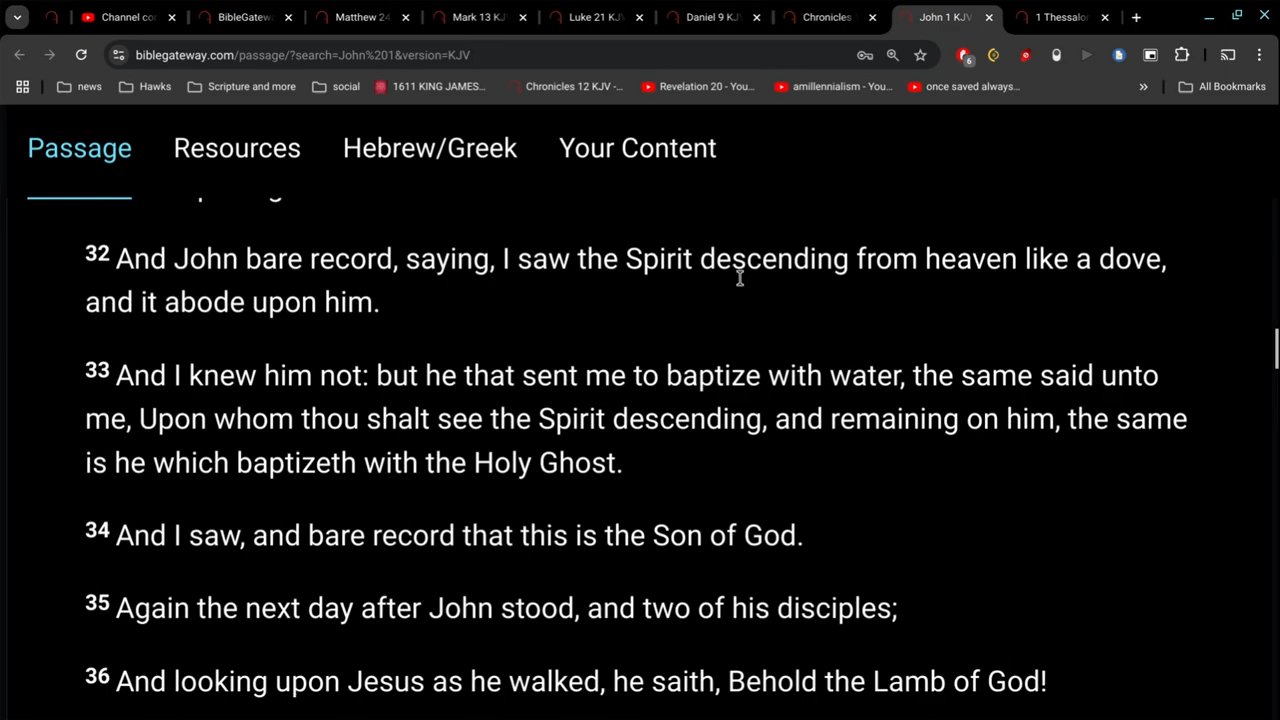 Channel co
BibleGatew
Matthew 24
Mark 13 KJV
Luke 21 KJV
Daniel 9 KJV
Chronicles
John 1 KJV
1 Thessalor
biblegateway.com/passage/?search=John%201&version=KJV
6
news
Hawks
Scripture and more
social
1611 KING JAMES...
Chronicles 12 KJV -...
Revelation 20 - You...
amillennialism - You...
once saved always...
All Bookmarks
Passage
Resources
Hebrew/Greek
Your Content
32 And John bare record, saying, I saw the Spirit descending from heaven like a dove,
and it abode upon him.
33 And I knew him not: but he that sent me to baptize with water, the same said unto
me, Upon whom thou shalt see the Spirit descending, and remaining on him, the same
is he which baptizeth with the Holy Ghost.
34 And I saw, and bare record that this is the Son of God.
35 Again the next day after John stood, and two of his disciples;
36 And looking upon Jesus as he walked, he saith, Behold the Lamb of God!